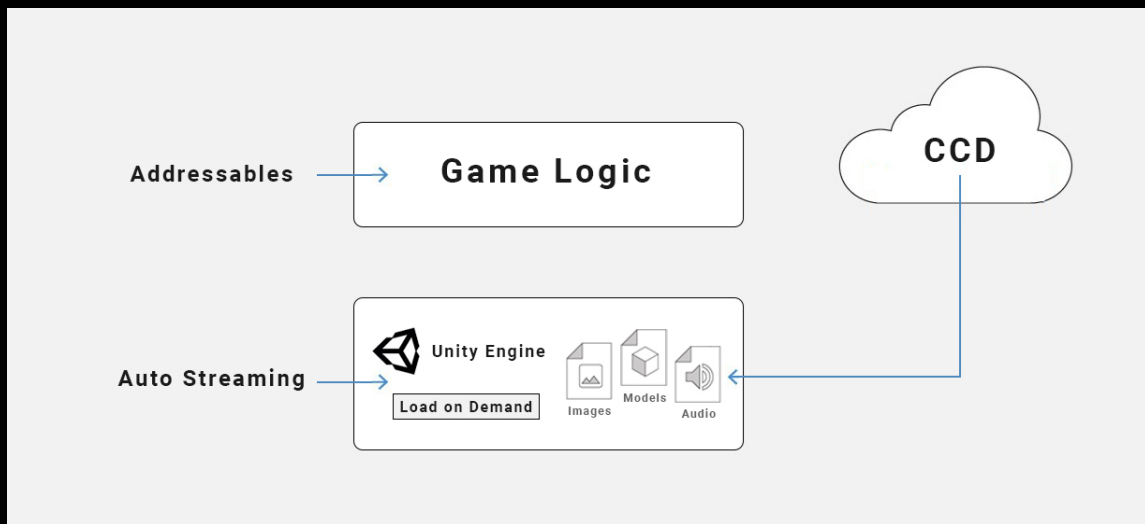 Addressables
Game Logic
CCD
Auto Streaming
Unity Engine
Load on Demand
Images
Models
Audio